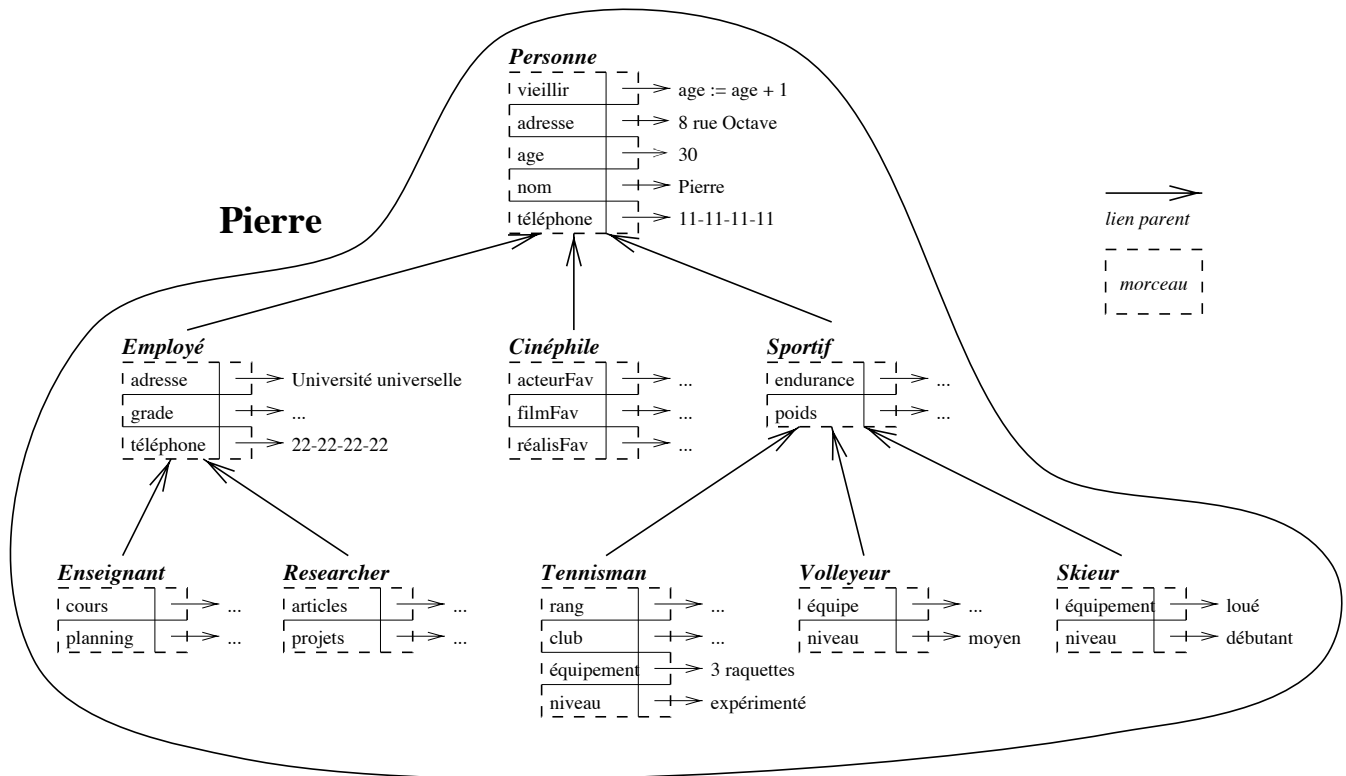 Personne
vieillir age := age + 1
adresse 8 rue Octave
age 30
nom Pierre
téléphone 11-11-11-11
Pierre
lien parent
morceau
Employé
adresse Université universelle
grade ...
téléphone 22-22-22-22
Cinéphile
acteurFav ...
filmFav ...
réalisFav ...
Sportif
endurance ...
poids ...
Enseignant
cours ...
planning ...
Researcher
articles ...
projets ...
Tennisman
rang ...
club ...
équipement 3 raquettes
niveau expérimenté
Volleyeur
équipe ...
niveau moyen
Skieur
équipement loué
niveau débutant